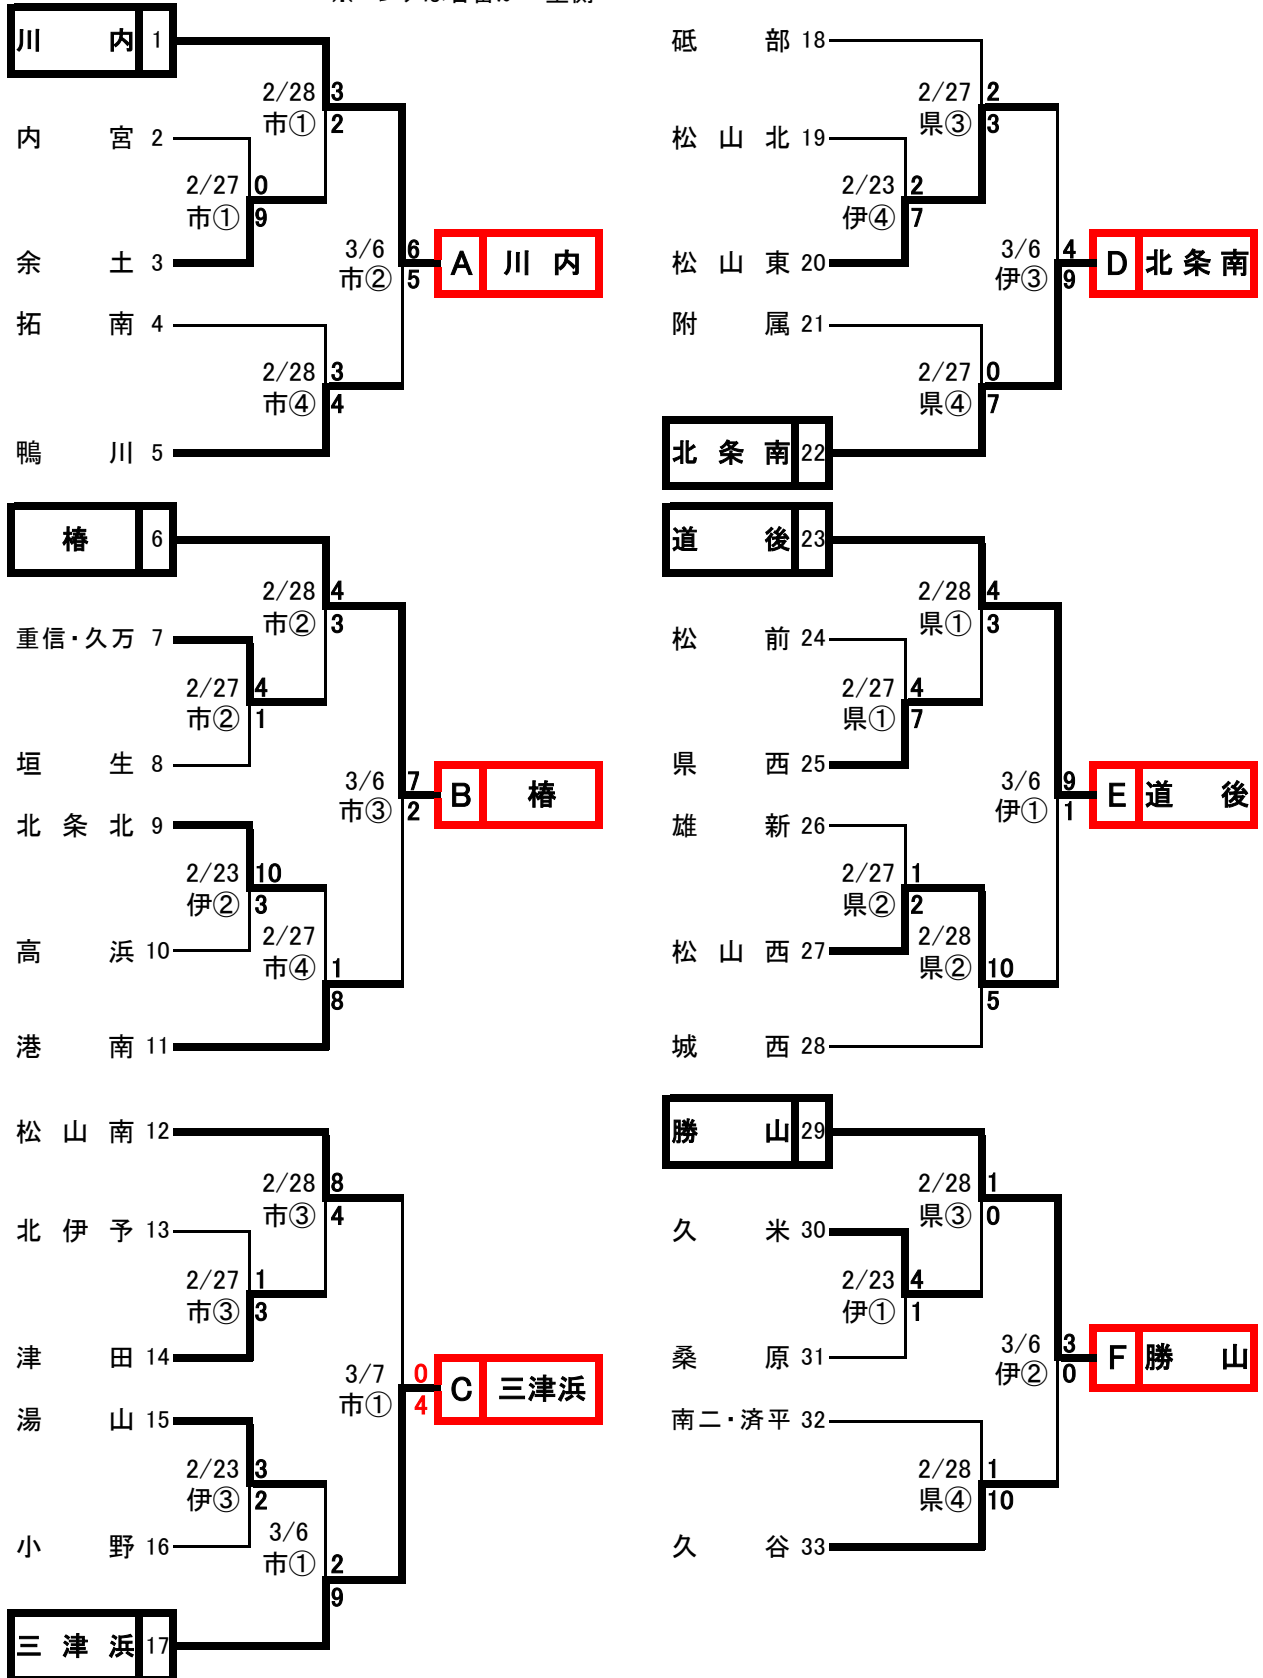 川内 1
2/28 3
市① 2
内宮 2
2/27 0
市① 9
余土 3
3/6 6
市② 5
A 川内
拓南 4
2/28 3
市④ 4
鴨川 5
椿 6
2/28 4
市② 3
重信・久万 7
2/27 4
市② 1
垣生 8
3/6 7
市③ 2
B 椿
北条北 9
2/23 10
伊② 3
高浜 10
2/27
市④ 1
8
港南 11
松山南 12
2/28 8
市③ 4
北伊予 13
2/27 1
市③ 3
津田 14
3/7 0
市① 4
C 三津浜
湯山 15
2/23 3
伊③ 2
小野 16
3/6
市① 2
9
三津浜 17
砥部 18
2/27 2
県③ 3
松山北 19
2/23 2
伊④ 7
松山東 20
3/6 4
伊③ 9
D 北条南
附属 21
2/27 0
県④ 7
北条南 22
道後 23
2/28 4
県① 3
松前 24
2/27 4
県① 7
県西 25
3/6 9
伊① 1
E 道後
雄新 26
2/27 1
県② 2
松山西 27
2/28
県② 10
5
城西 28
勝山 29
2/28 1
県③ 0
久米 30
2/23 4
伊① 1
桑原 31
3/6 3
伊② 0
F 勝山
南二・済平 32
2/28 1
県④ 10
久谷 33